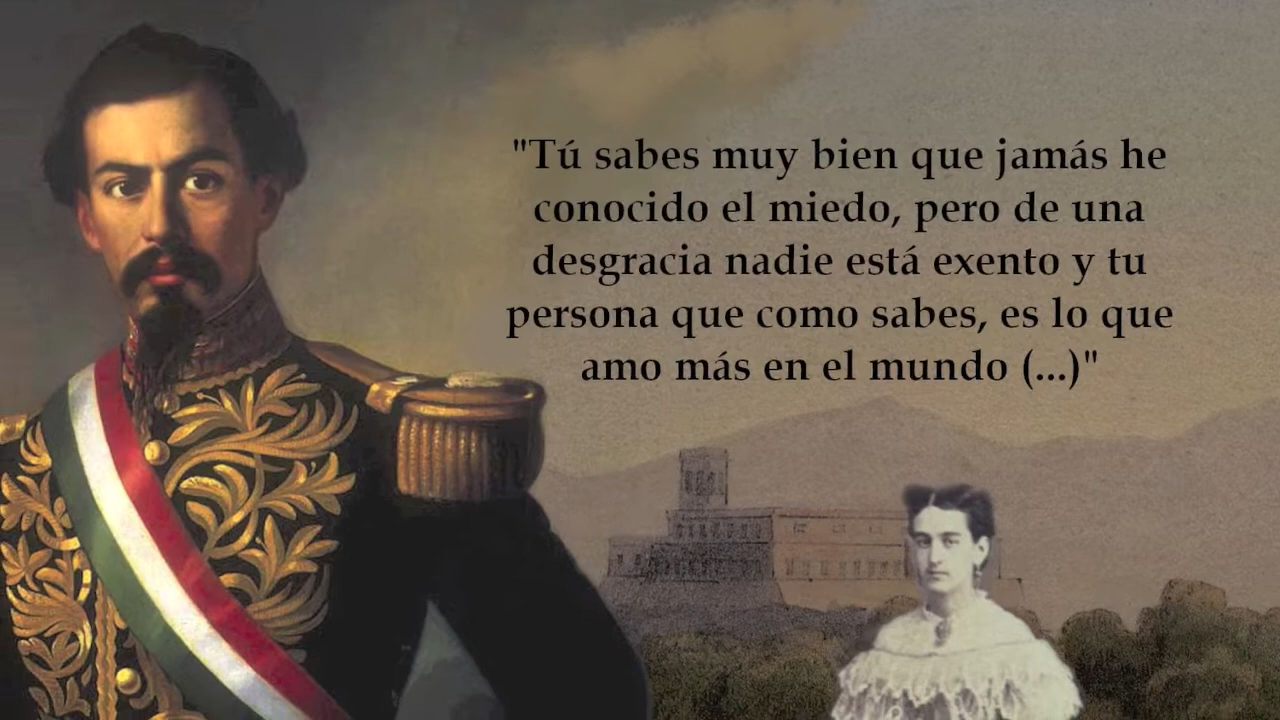 "Tú sabes muy bien que jamás he
conocido el miedo, pero de una
desgracia nadie está exento y tu
persona que como sabes, es lo que
amo más en el mundo (...)"